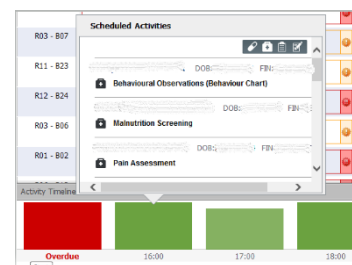 Scheduled Activities
R03 - B07
DOB: FIN:
R11 - B23
Behavioural Observations (Behaviour Chart)
R12 - B24
DOB: FIN
R03 - B06
Malnutrition Screening
DOB: FIN
R01 - B02
Pain Assessment
Activity Timeline
Overdue 16:00 17:00 18:00